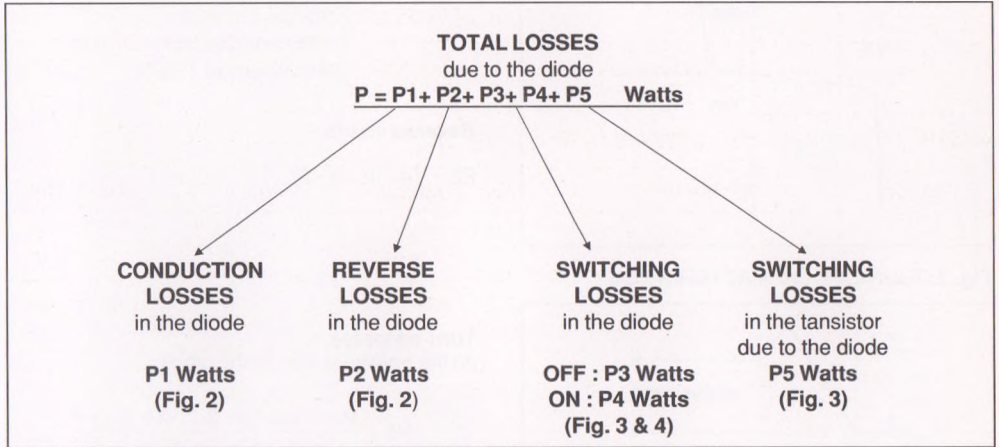 TOTAL LOSSES
due to the diode
P = P1+ P2+ P3+ P4+ P5 Watts
CONDUCTION
LOSSES
in the diode
P1 Watts
(Fig. 2)
REVERSE
LOSSES
in the diode
P2 Watts
(Fig. 2)
SWITCHING
LOSSES
in the diode
OFF : P3 Watts
ON : P4 Watts
(Fig. 3 & 4)
SWITCHING
LOSSES
in the tansistor
due to the diode
P5 Watts
(Fig. 3)